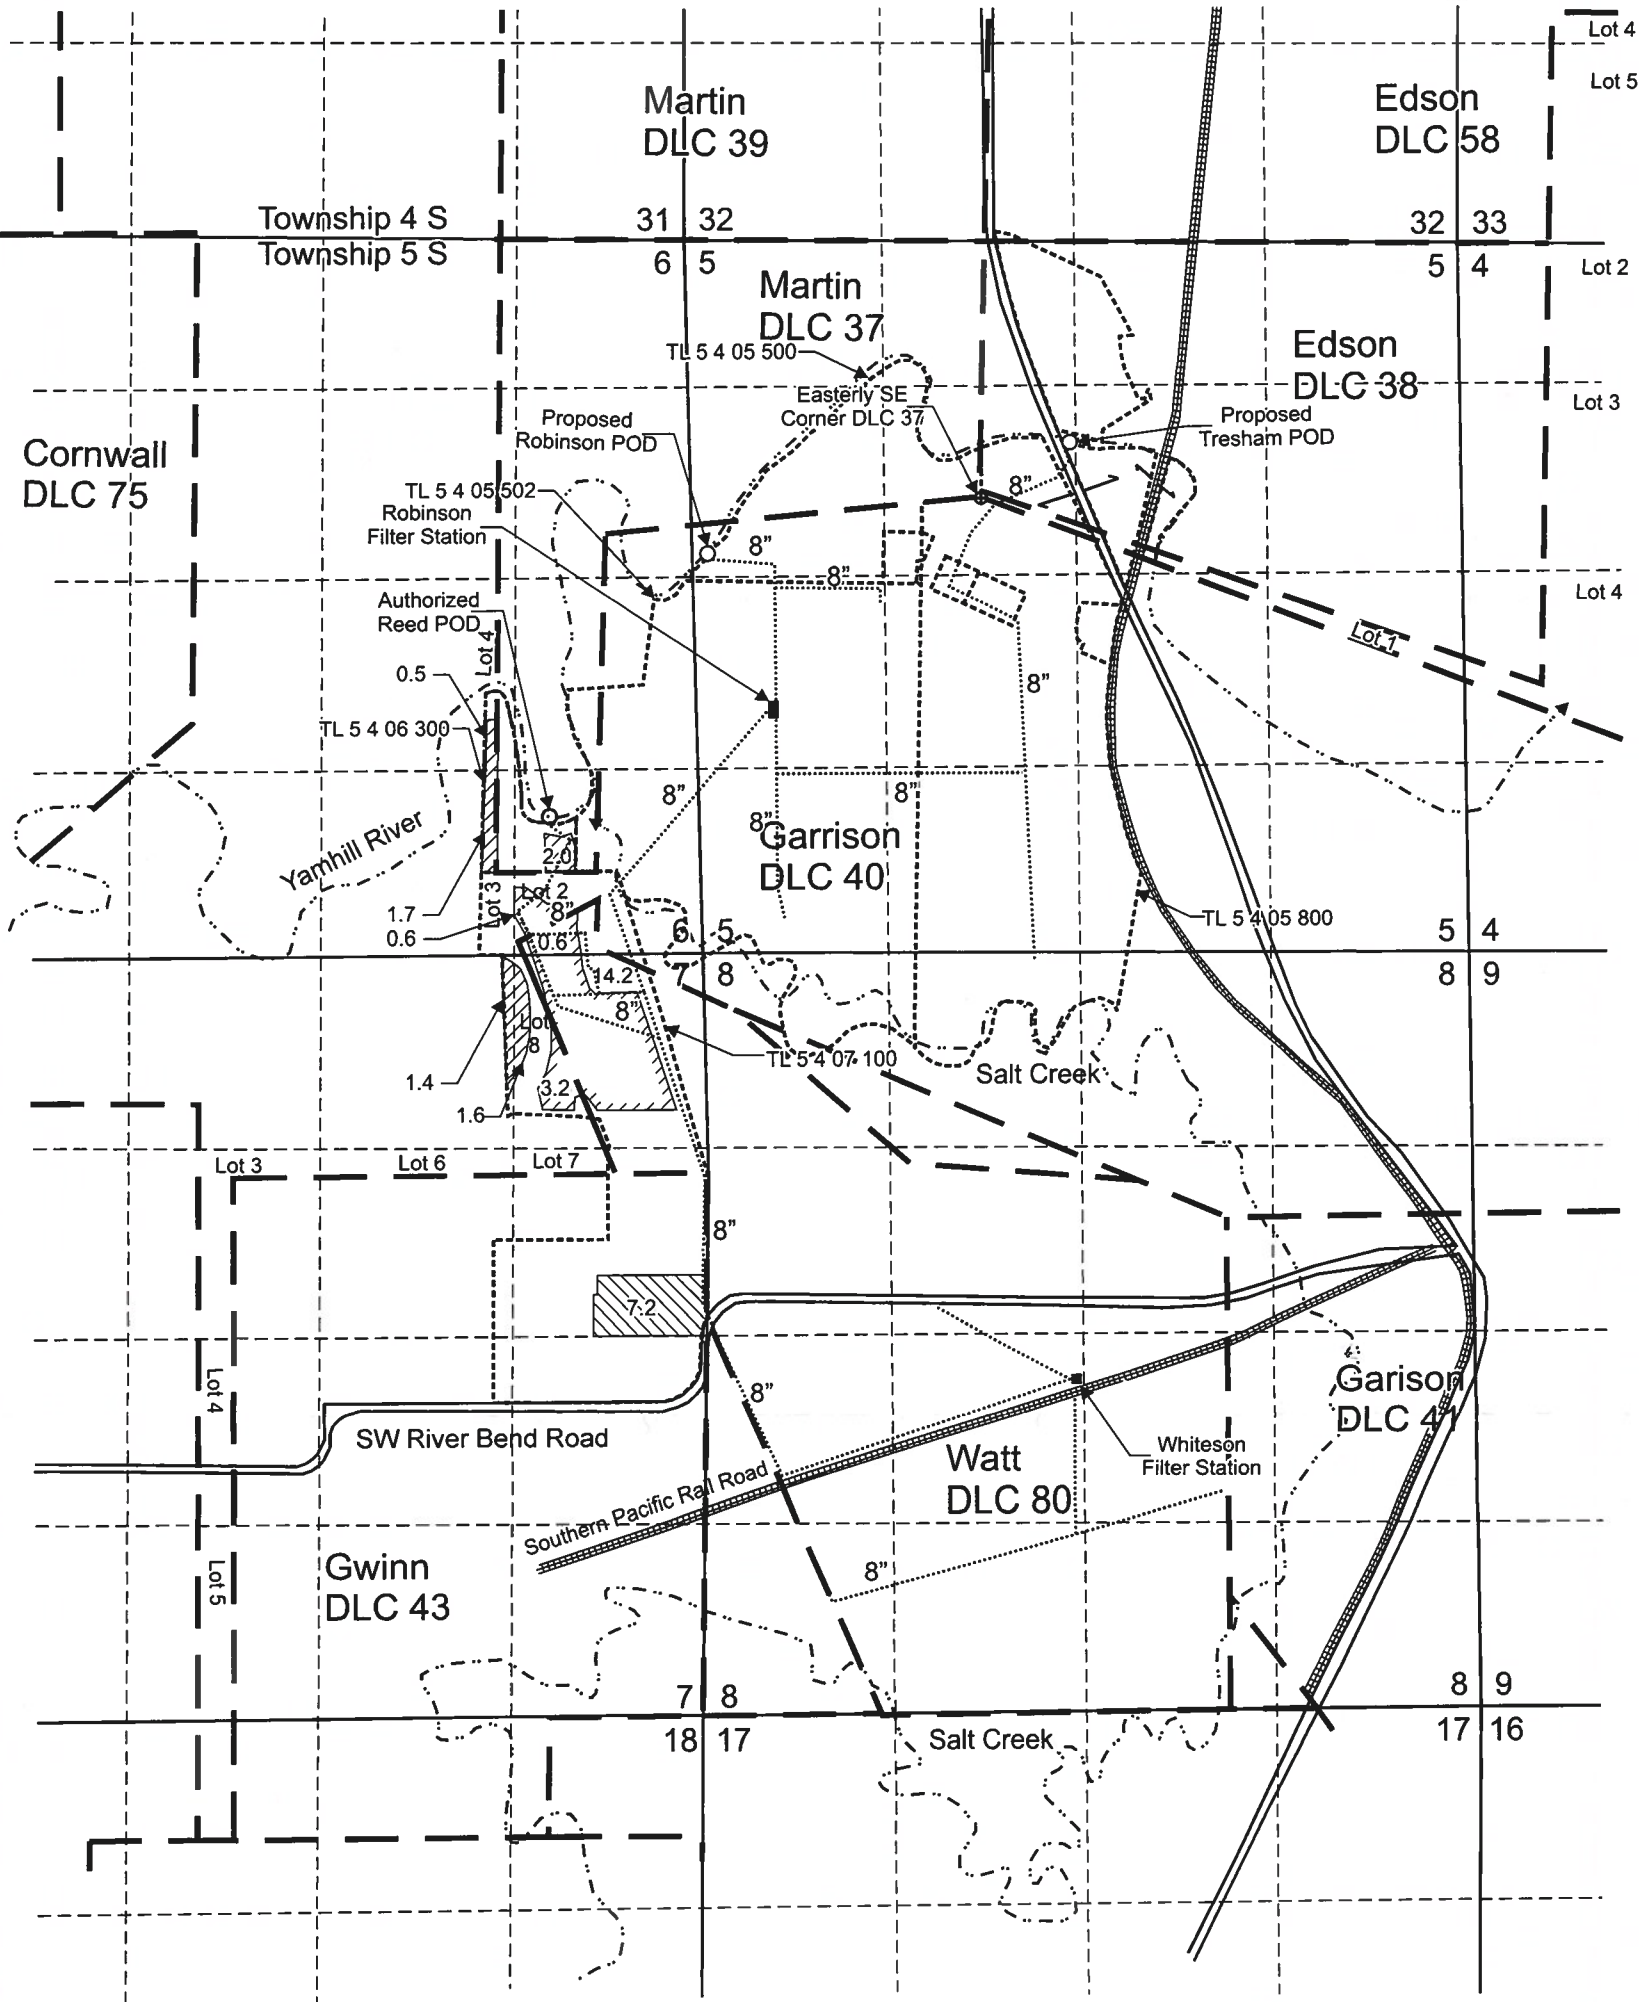 Lot 4
Lot 5
Martin
DLC 39
Edson
DLC 58
Township 4 S
31 32
32 33
Township 5 S
6 5
5 4
Lot 2
Martin
DLC 37
TL 5 4 05 500
Edson
DLC 38
Easterly SE
Corner DLC 37
Lot 3
Proposed
Robinson POD
Proposed
Tresham POD
Cornwall
DLC 75
TL 5 4 05 502
8”
Robinson
Filter Station
8”
8”
Authorized
Reed POD
Lot 4
Lot 4
Lot 1
0.5
8”
TL 5 4 06 300
8”
8”
8”
Garrison
DLC 40
Yamhill River
2.0
Lot 3
Lot 2
8”
1.7
0.6
0.6
6 5
7 8
TL 5 4 05 800
5 4
8 9
14.2
8”
Lot
8
TL 5 4 07 100
Salt Creek
1.4
3.2
1.6
Lot 3
Lot 6
Lot 7
8”
7.2
Lot 4
8”
Garison
DLC 41
SW River Bend Road
Whiteson
Filter Station
Watt
DLC 80
Southern Pacific Rail Road
Gwinn
DLC 43
Lot 5
8”
7 8
18 17
8 9
17 16
Salt Creek